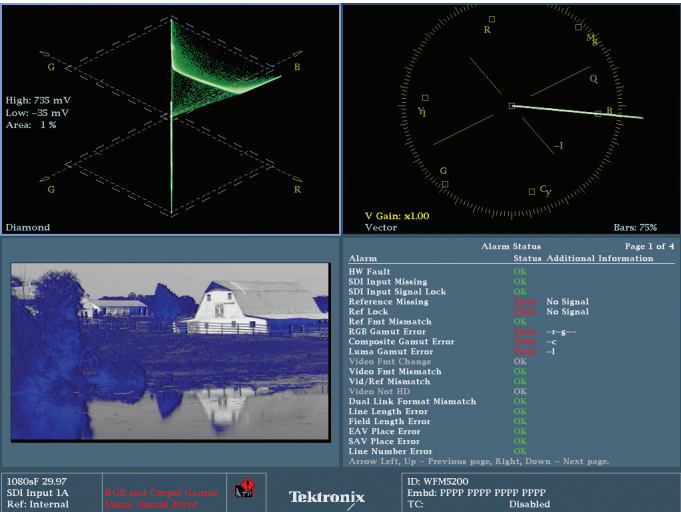 G
B
High: 735 mV
Low: −35 mV
Area: 1 %
G
R
Diamond
R
Mg
Q
Yl
B
−I
G
Cy
V Gain: x1.00
Vector
Bars: 75%
Alarm Status
Page 1 of 4
Alarm Status Additional Information
HW Fault OK
SDI Input Missing OK
SDI Input Signal Lock OK
Reference Missing Error No Signal
Ref Lock Error No Signal
Ref Fmt Mismatch OK
RGB Gamut Error Error −r−g−−
Composite Gamut Error Error −c
Luma Gamut Error Error −l
Video Fmt Change OK
Video Fmt Mismatch OK
Vid/Ref Mismatch OK
Video Not HD OK
Dual Link Format Mismatch OK
Line Length Error OK
Field Length Error OK
EAV Place Error OK
SAV Place Error OK
Line Number Error OK
Arrow Left, Up − Previous page, Right, Down − Next page.
1080sF 29.97
SDI Input 1A
Ref: Internal
RGB and Cmpst Gamut
Luma Gamut Error
Tektronix
ID: WFM5200
Embd: PPPP PPPP PPPP PPPP
TC: Disabled